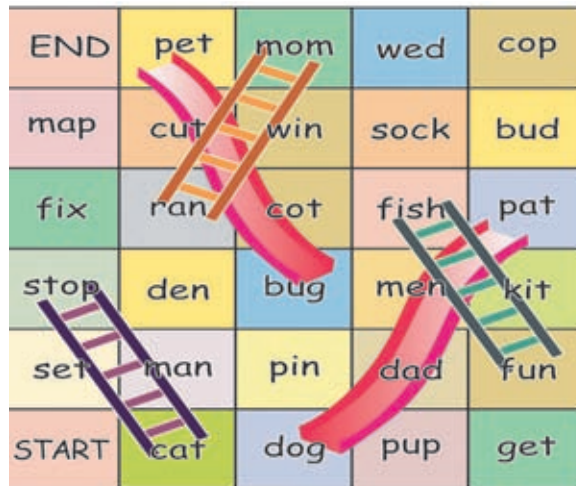 END pet mom wed cop
map cut win sock bud
fix ran cot fish pat
stop den bug men kit
set man pin dad fun
START cat dog pup get